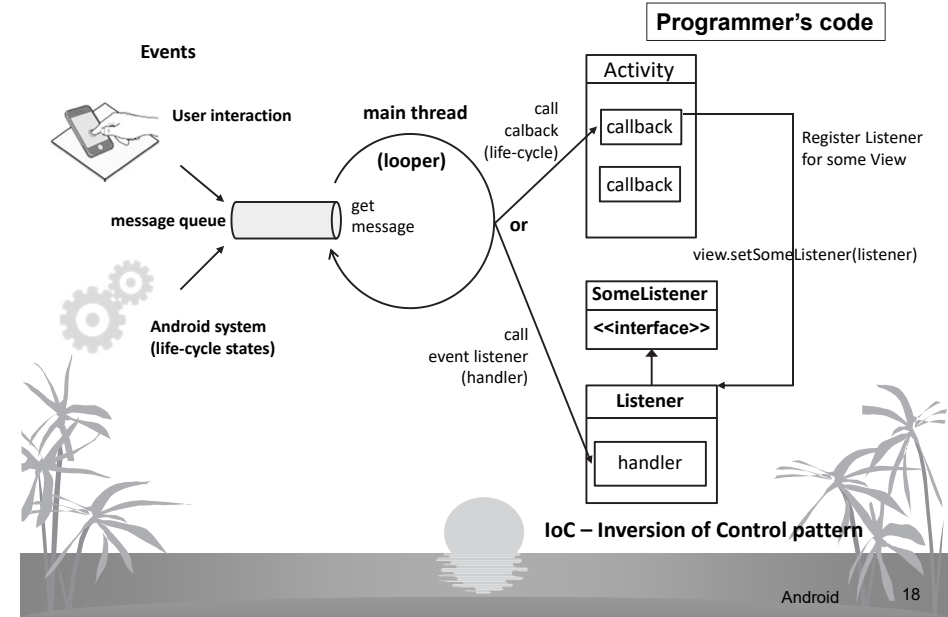 Programmer's code
Events
User interaction
message queue
Android system
(life-cycle states)
main thread
(looper)
get
message
call
calback
(life-cycle)
or
call
event listener
(handler)
Activity
callback
callback
Register Listener
for some View
view.setSomeListener(listener)
SomeListener
<<interface>>
Listener
handler
IoC – Inversion of Control pattern
Android 18